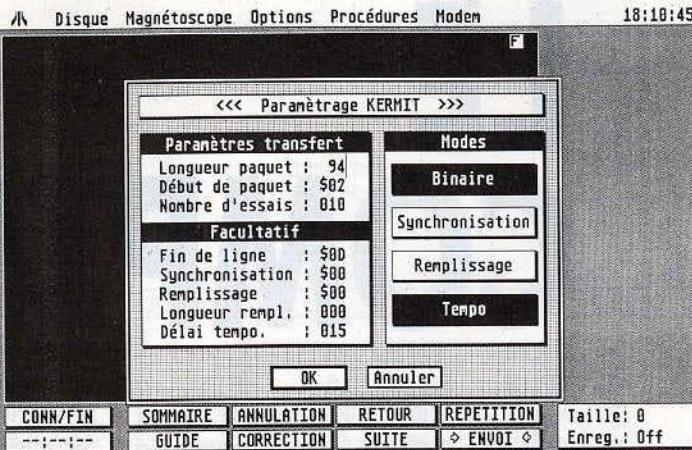 Disque Magnétoscope Options Procédures Modem 18:10:45
F
<<< Paramètrage KERMIT >>>
Paramètres transfert
Longueur paquet : 94
Début de paquet : $02
Nombre d'essais : 010
Facultatif
Fin de ligne : $0D
Synchronisation : $00
Remplissage : $00
Longueur rempl. : 000
Délai tempo. : 015
Modes
Binaire
Synchronisation
Remplissage
Tempo
OK Annuler
CONN/FIN SOMMAIRE ANNULATION RETOUR REPETITION Taille: 0
--:--:-- GUIDE CORRECTION SUITE ◇ ENVOI ◇ Enreg.: Off